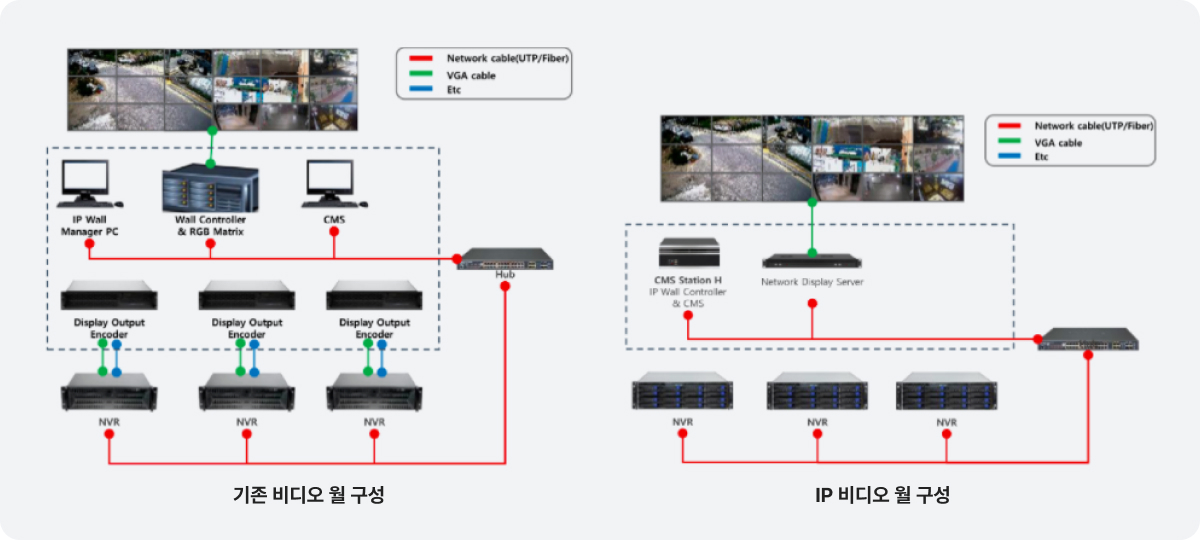 Network cable(UTP/Fiber)
VGA cable
Etc
IP Wall
Manager PC
Wall Controller
& RGB Matrix
CMS
Hub
Display Output
Encoder
Display Output
Encoder
Display Output
Encoder
NVR
NVR
NVR
기존 비디오 월 구성
Network cable(UTP/Fiber)
VGA cable
Etc
CMS Station H
IP Wall Controller
& CMS
Network Display Server
NVR
NVR
NVR
IP 비디오 월 구성